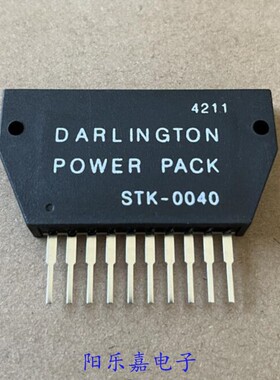 4211
DARLINGTON
POWER PACK
STK-0040
阳乐嘉电子